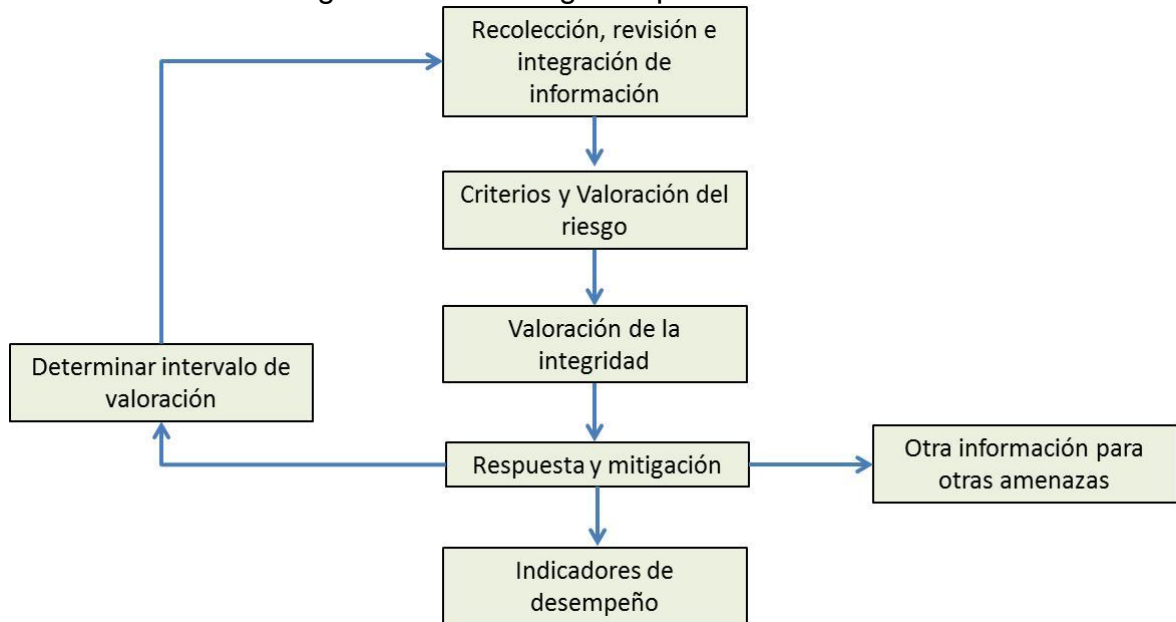 Recolección, revisión e
integración de
información
Criterios y Valoración del
riesgo
Valoración de la
integridad
Determinar intervalo de
valoración
Respuesta y mitigación
Otra información para
otras amenazas
Indicadores de
desempeño